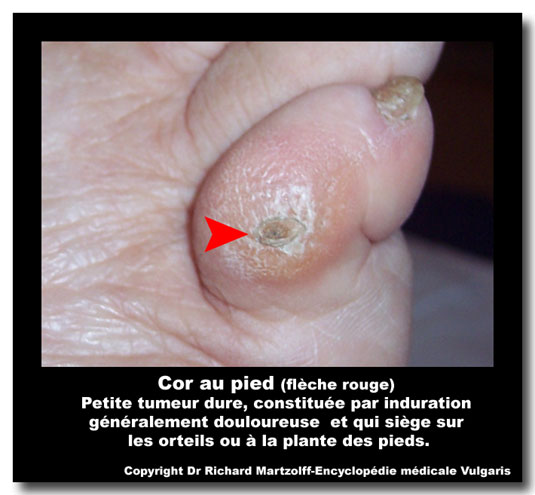 Cor au pied (flèche rouge)
Petite tumeur dure, constituée par induration
généralement douloureuse et qui siège sur
les orteils ou à la plante des pieds.
Copyright Dr Richard Martzolff-Encyclopédie médicale Vulgaris